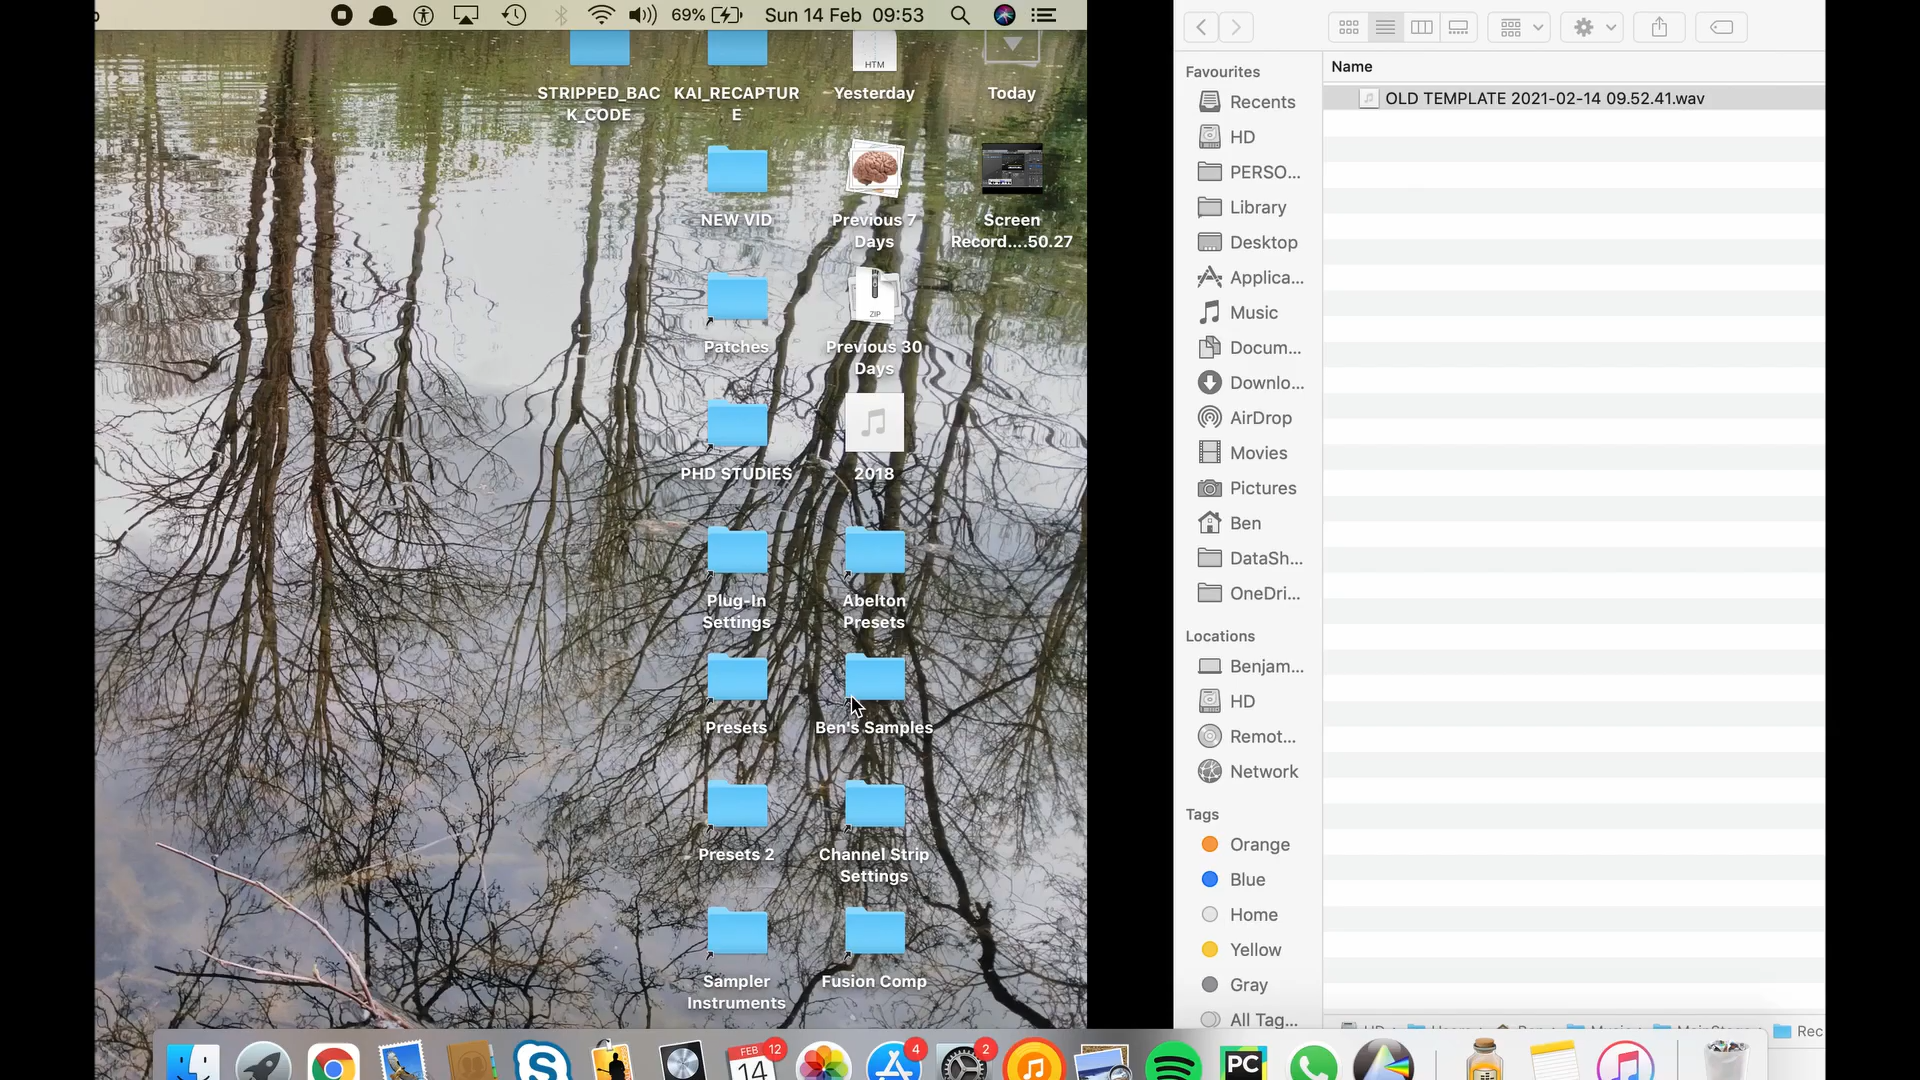 69% Sun 14 Feb 09:53
STRIPPED_BAC
K_CODE
KAI_RECAPTUR
E
HTM
Yesterday
Today
NEW VID
Previous 7
Days
Screen
Record....50.27
Patches
ZIP
Previous 30
Days
PHD STUDIES
2018
Plug-In
Settings
Abelton
Presets
Presets
Ben's Samples
Presets 2
Channel Strip
Settings
Sampler
Instruments
Fusion Comp
FEB
14
12
4
2
PC
Favourites
Recents
HD
PERSO...
Library
Desktop
Applica...
Music
Docum...
Downlo...
AirDrop
Movies
Pictures
Ben
DataSh...
OneDri...
Locations
Benjam...
HD
Remot...
Network
Tags
Orange
Blue
Home
Yellow
Gray
All Tag...
Name
OLD TEMPLATE 2021-02-14 09.52.41.wav
Rec